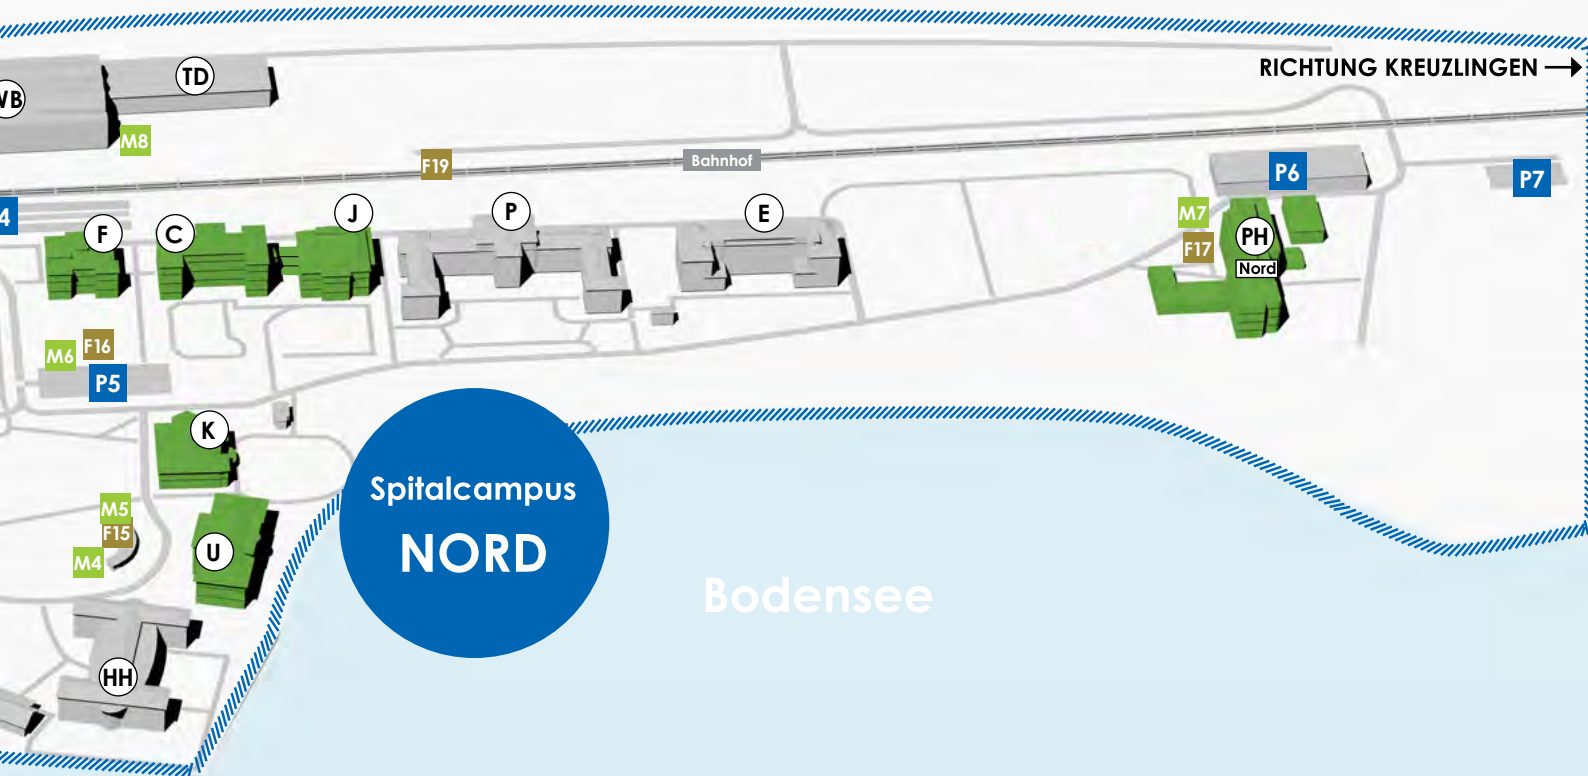 RICHTUNG KREUZLINGEN
TD
M8
F19
Bahnhof
P6
P7
4
F
C
J
P
E
M7
F17
PH
Nord
M6
F16
P5
K
M5
F15
M4
U
HH
Spitalcampus
NORD
Bodensee